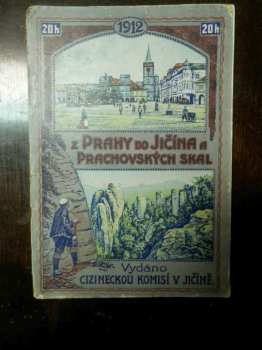 20h
1912
20h
Z PRAHY DO JIČÍNA A
PRACHOVSKÝCH SKAL
Vydáno
CIZINECKOU KOMISÍ V JIČÍNĚ